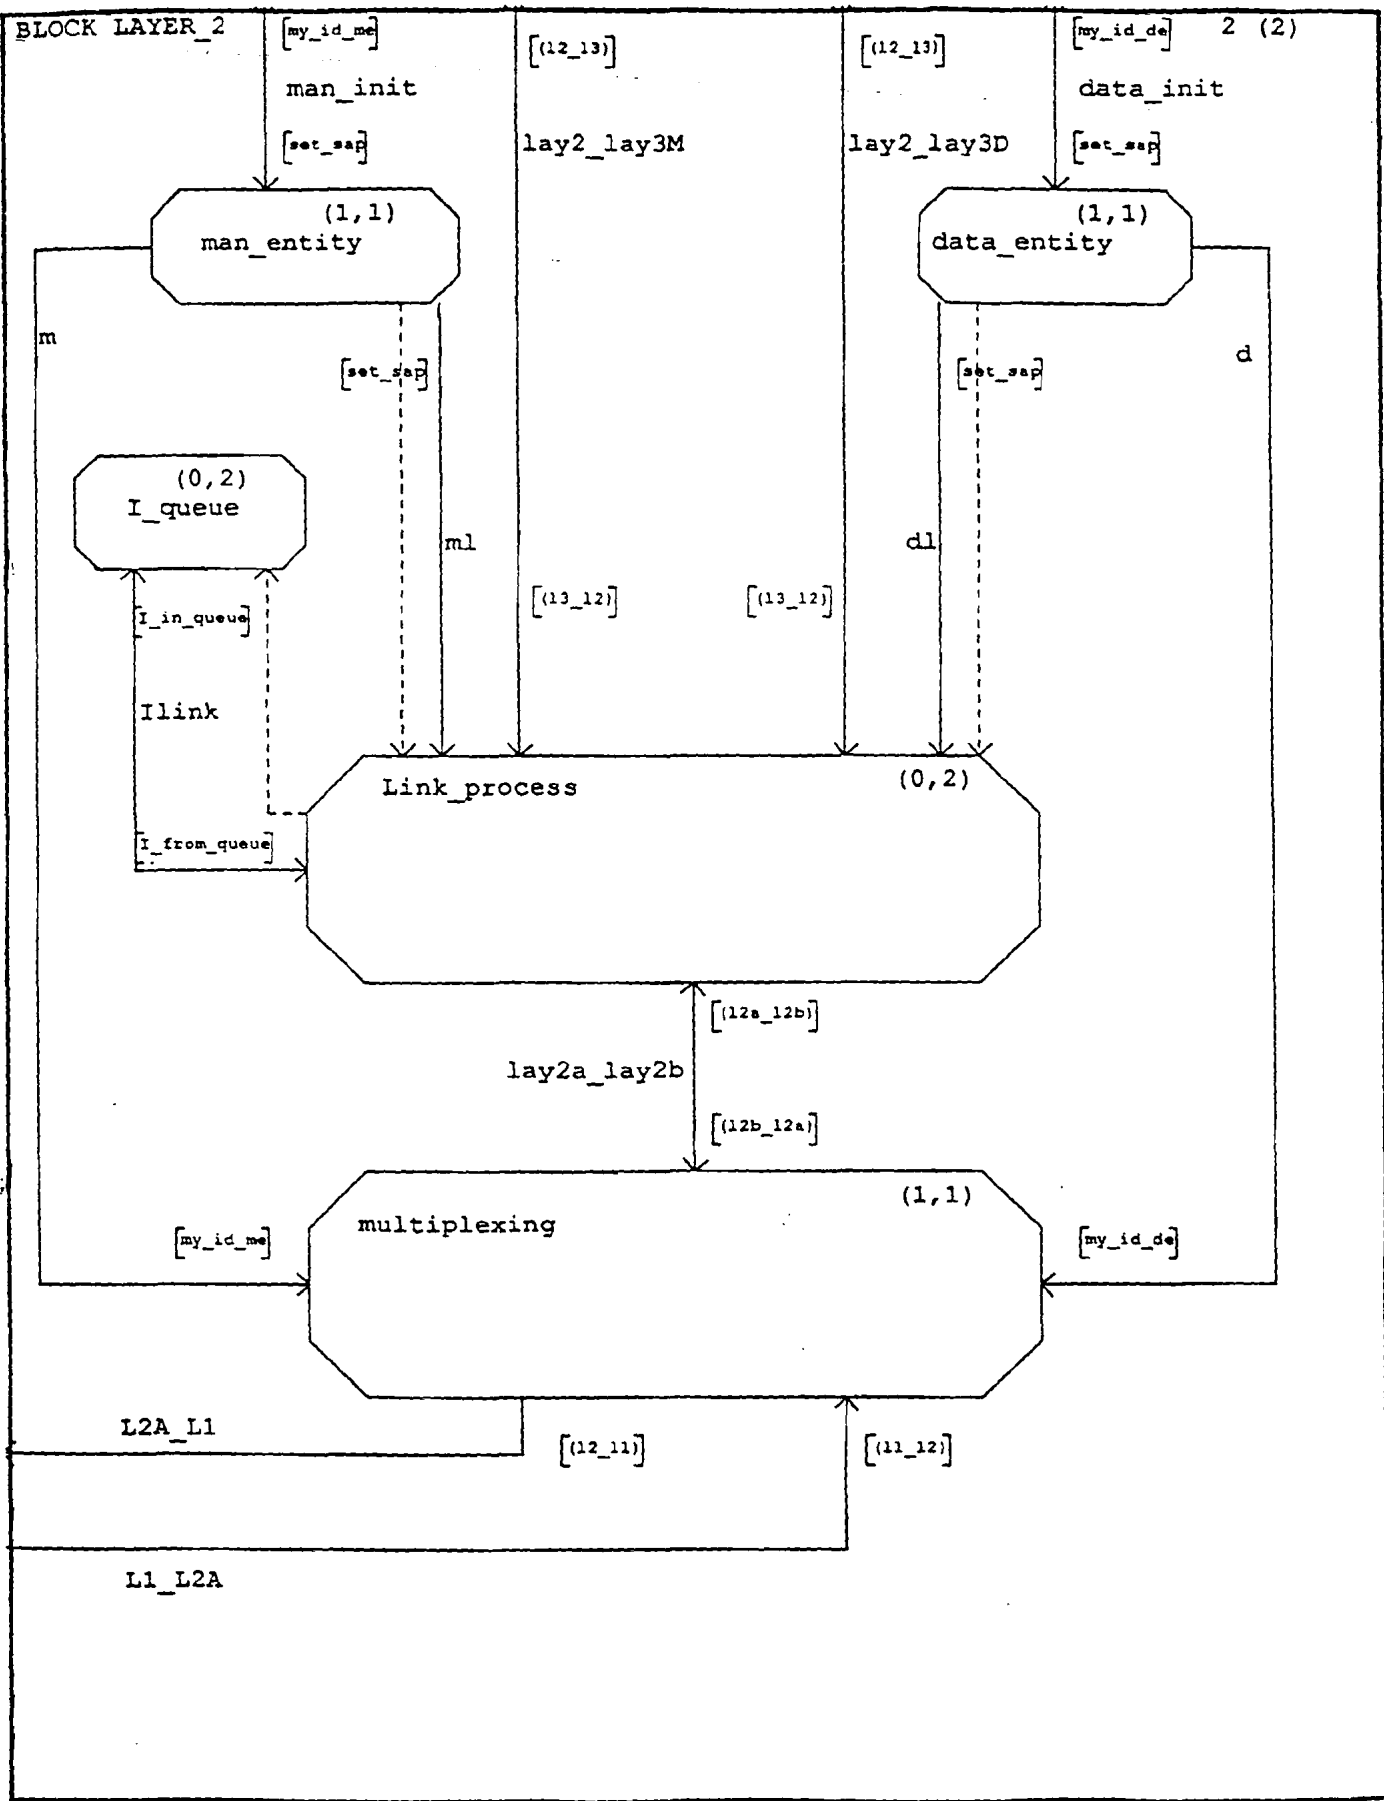 BLOCK LAYER_2
[my_id_me]
[(l2_l3)]
[(l2_l3)]
[my_id_de]
2 (2)
man_init
data_init
[set_sap]
lay2_lay3M
lay2_lay3D
[set_sap]
(1,1)
man_entity
(1,1)
data_entity
m
d
[set_sap]
[set_sap]
(0,2)
I_queue
ml
dl
[I_in_queue]
[(l3_l2)]
[(l3_l2)]
Ilink
Link_process
(0,2)
[I_from_queue]
[(l2a_l2b)]
lay2a_lay2b
[(l2b_l2a)]
(1,1)
multiplexing
[my_id_me]
[my_id_de]
L2A_L1
[(l2_l1)]
[(l1_l2)]
L1_L2A